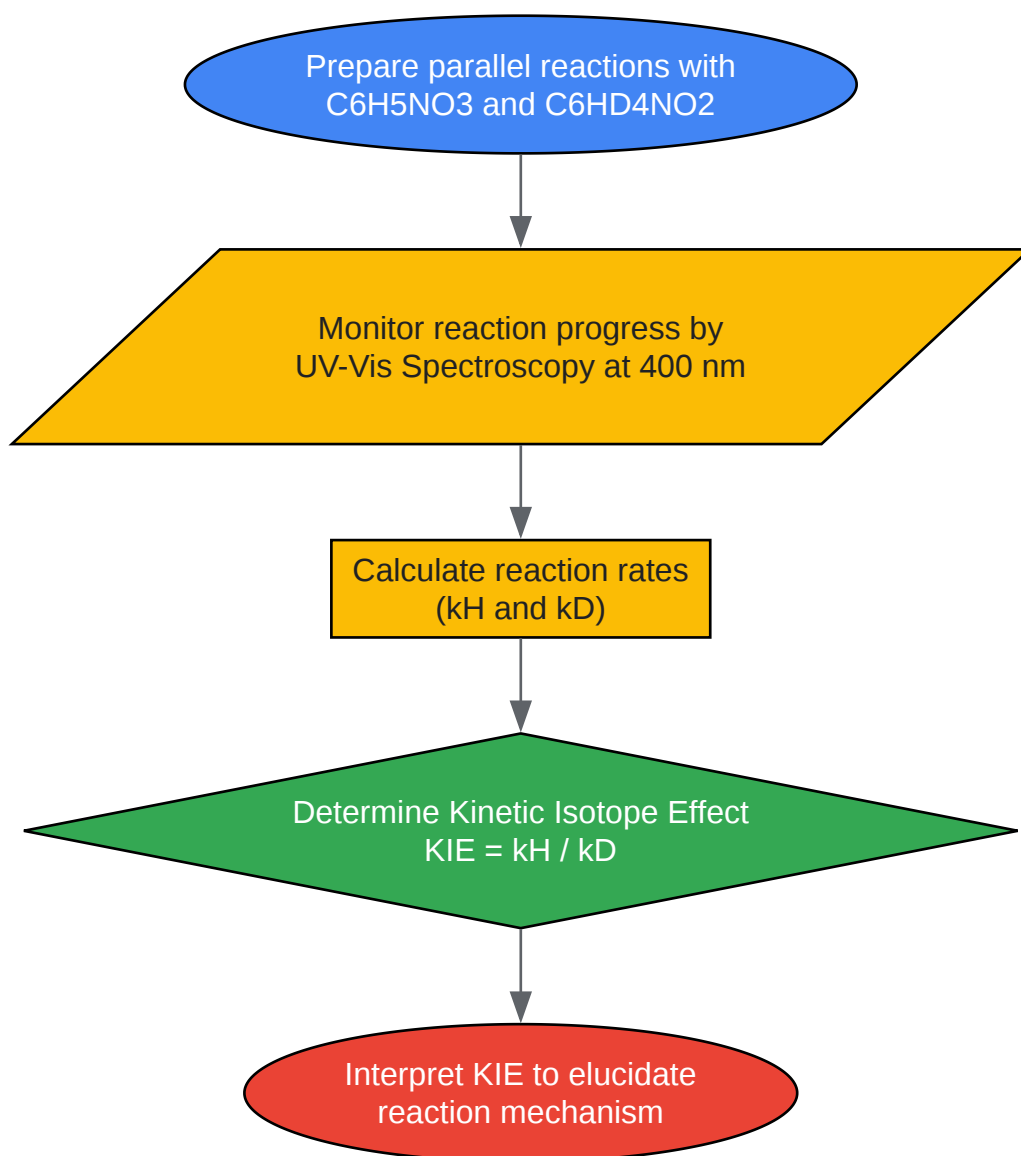 Prepare parallel reactions with
C6H5NO3 and C6HD4NO2
Monitor reaction progress by
UV-Vis Spectroscopy at 400 nm
Calculate reaction rates
(kH and kD)
Determine Kinetic Isotope Effect
KIE = kH / kD
Interpret KIE to elucidate
reaction mechanism